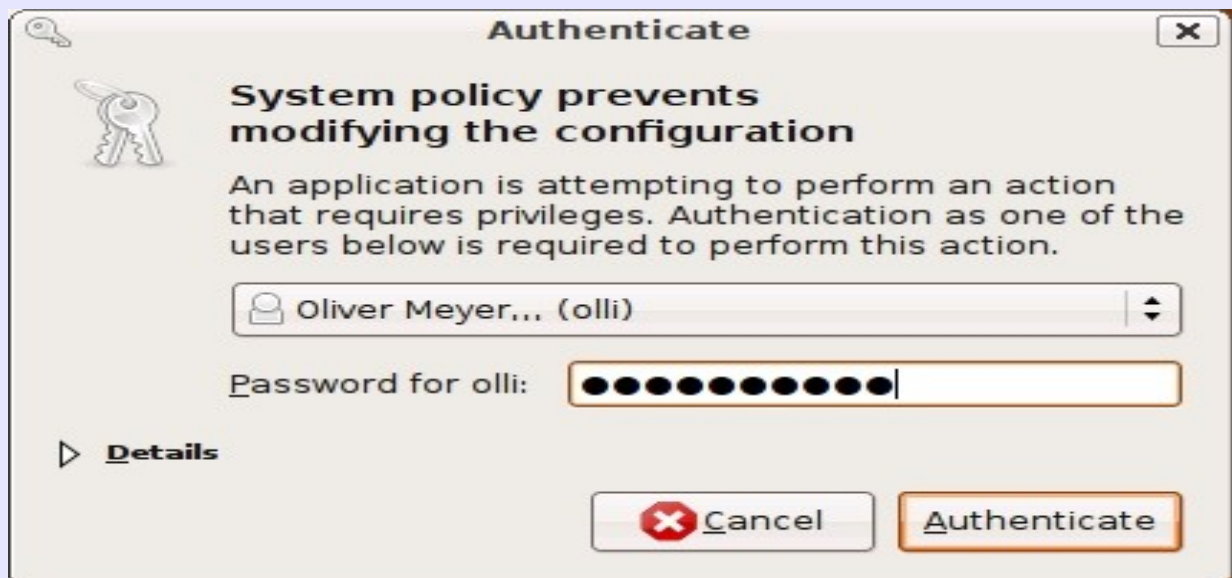 Authenticate
System policy prevents
modifying the configuration
An application is attempting to perform an action
that requires privileges. Authentication as one of the
users below is required to perform this action.
Oliver Meyer,,, (olli)
Password for olli: ●●●●●●●●●●
Details
Cancel Authenticate